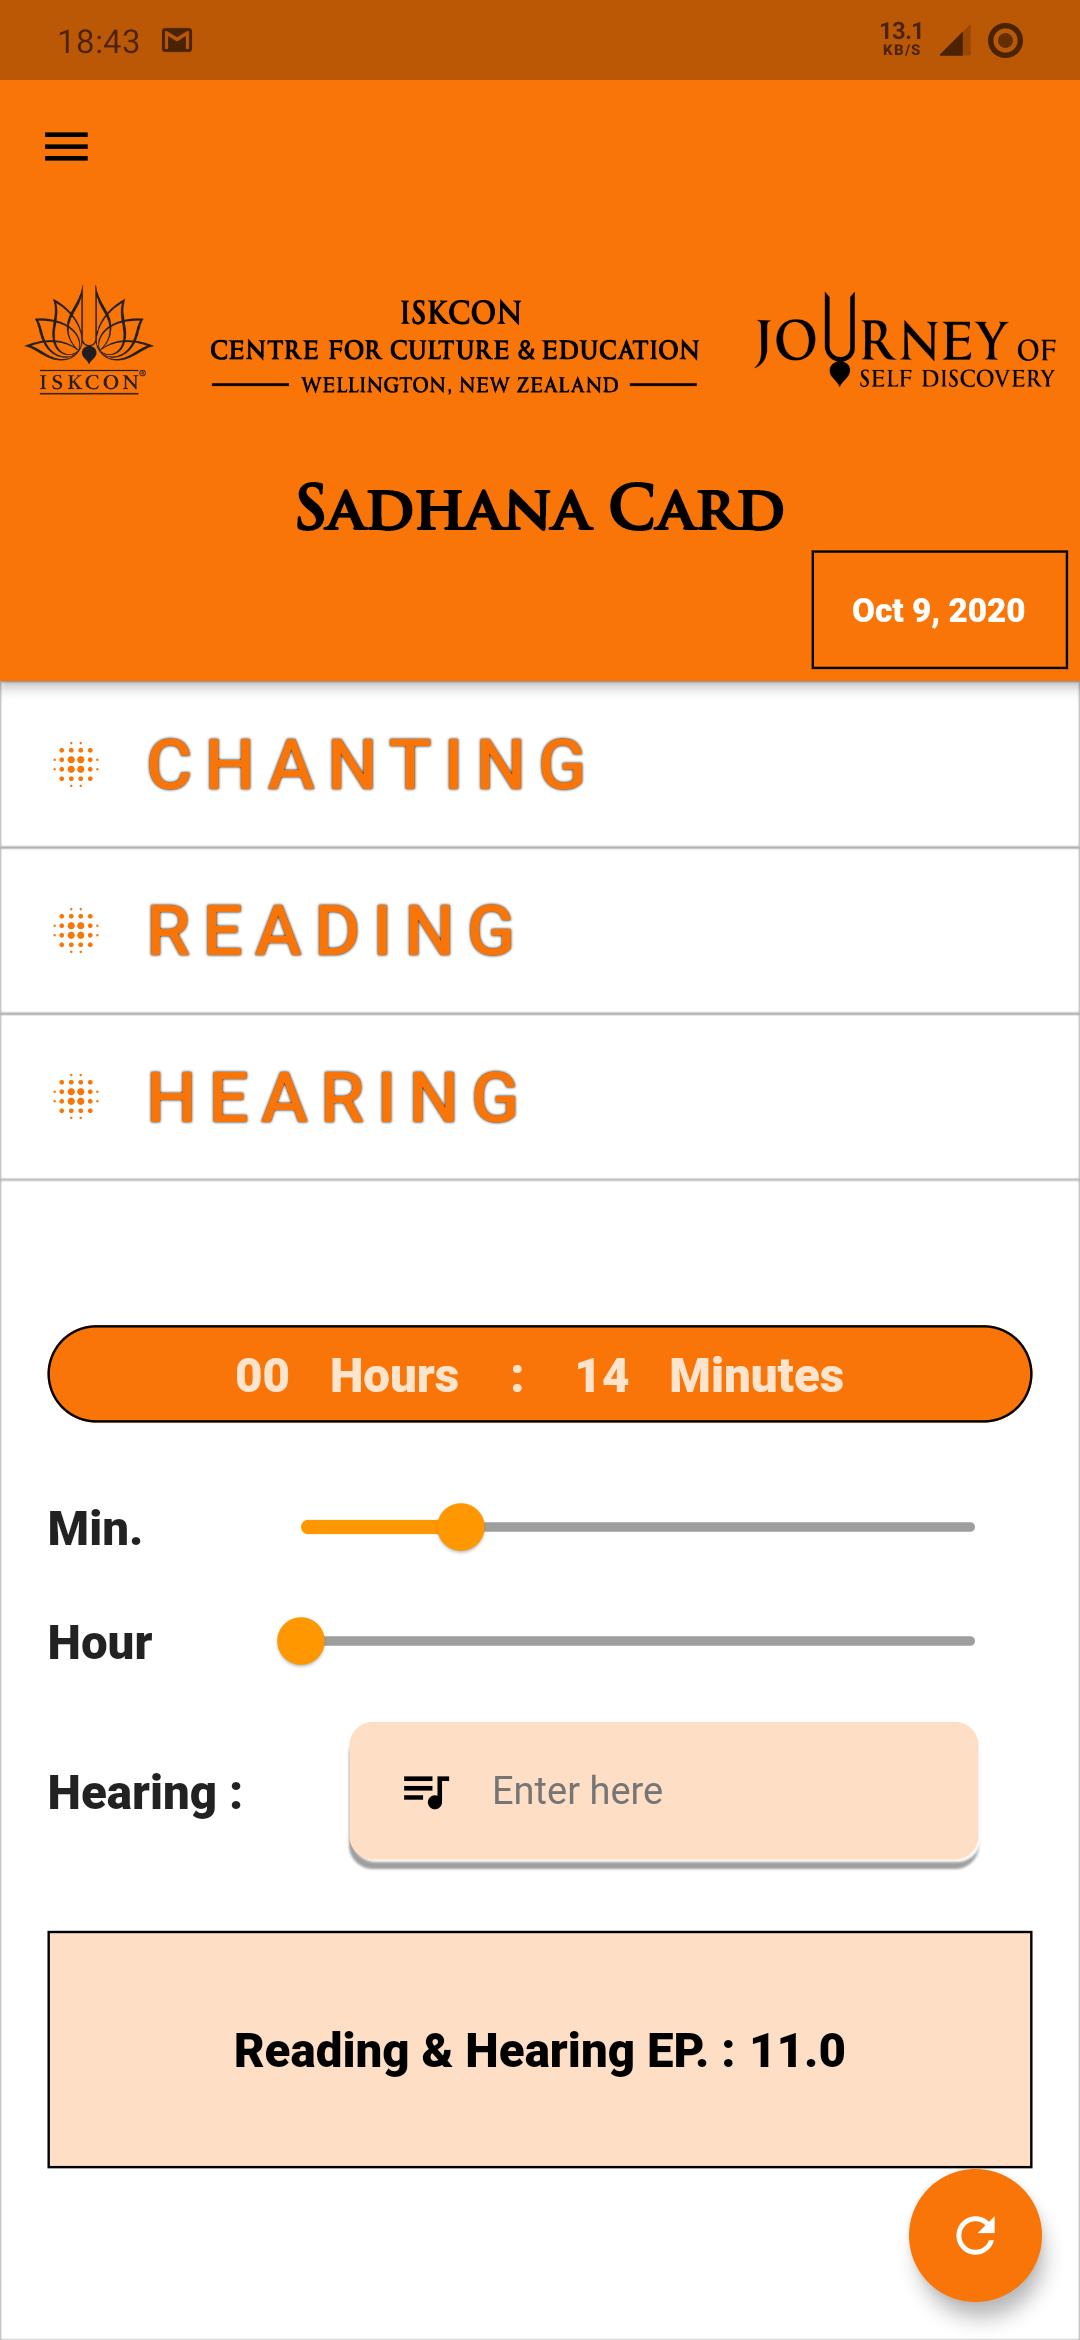 18:43
13.1
KB/S
ISKCON®
ISKCON
CENTRE FOR CULTURE & EDUCATION
WELLINGTON, NEW ZEALAND
JOURNEY OF
SELF DISCOVERY
SADHANA CARD
Oct 9, 2020
CHANTING
READING
HEARING
00 Hours : 14 Minutes
Min.
Hour
Hearing : Enter here
Reading & Hearing EP. : 11.0